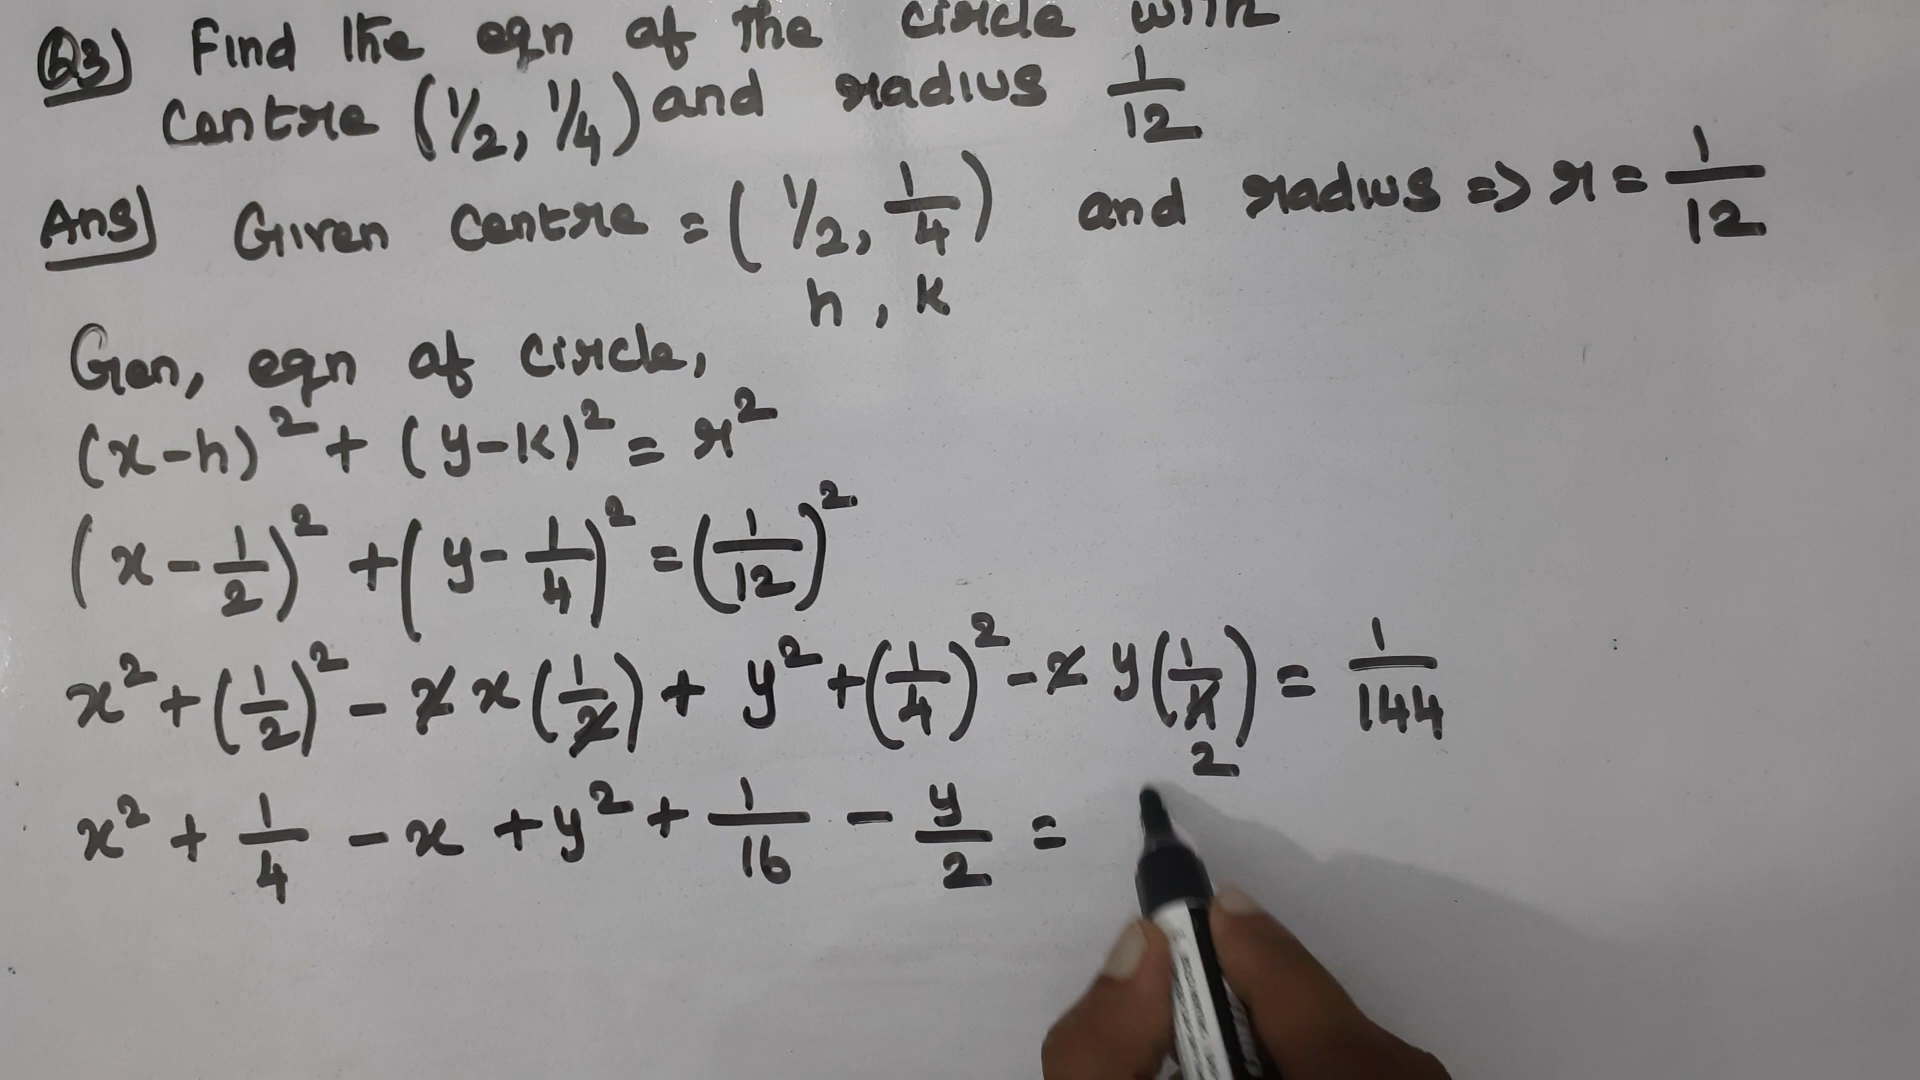 Q3) Find the eqn of the circle with
Centre (1/2, 1/4) and radius 1/12
Ans) Given Centre = (1/2, 1/4) and radius => r = 1/12
h , k
Gen, eqn of circle,
(x-h)² + (y-k)² = r²
(x - 1/2)² + (y - 1/4)² = (1/12)²
x² + (1/2)² - 2x(1/2) + y² + (1/4)² - 2y(1/4) = 1/144
2
x² + 1/4 - x + y² + 1/16 - y/2 =